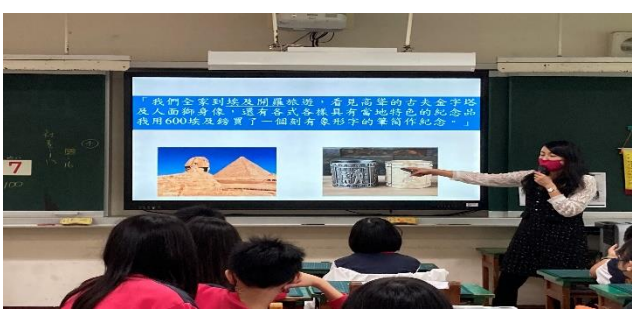 「我們全家到埃及開羅旅遊，看見高聳的古夫金字塔
及人面獅身像，還有各式各樣具有當地特色的紀念品
我用600埃及鎊買了一個刻有象形字的筆筒作紀念。」
7